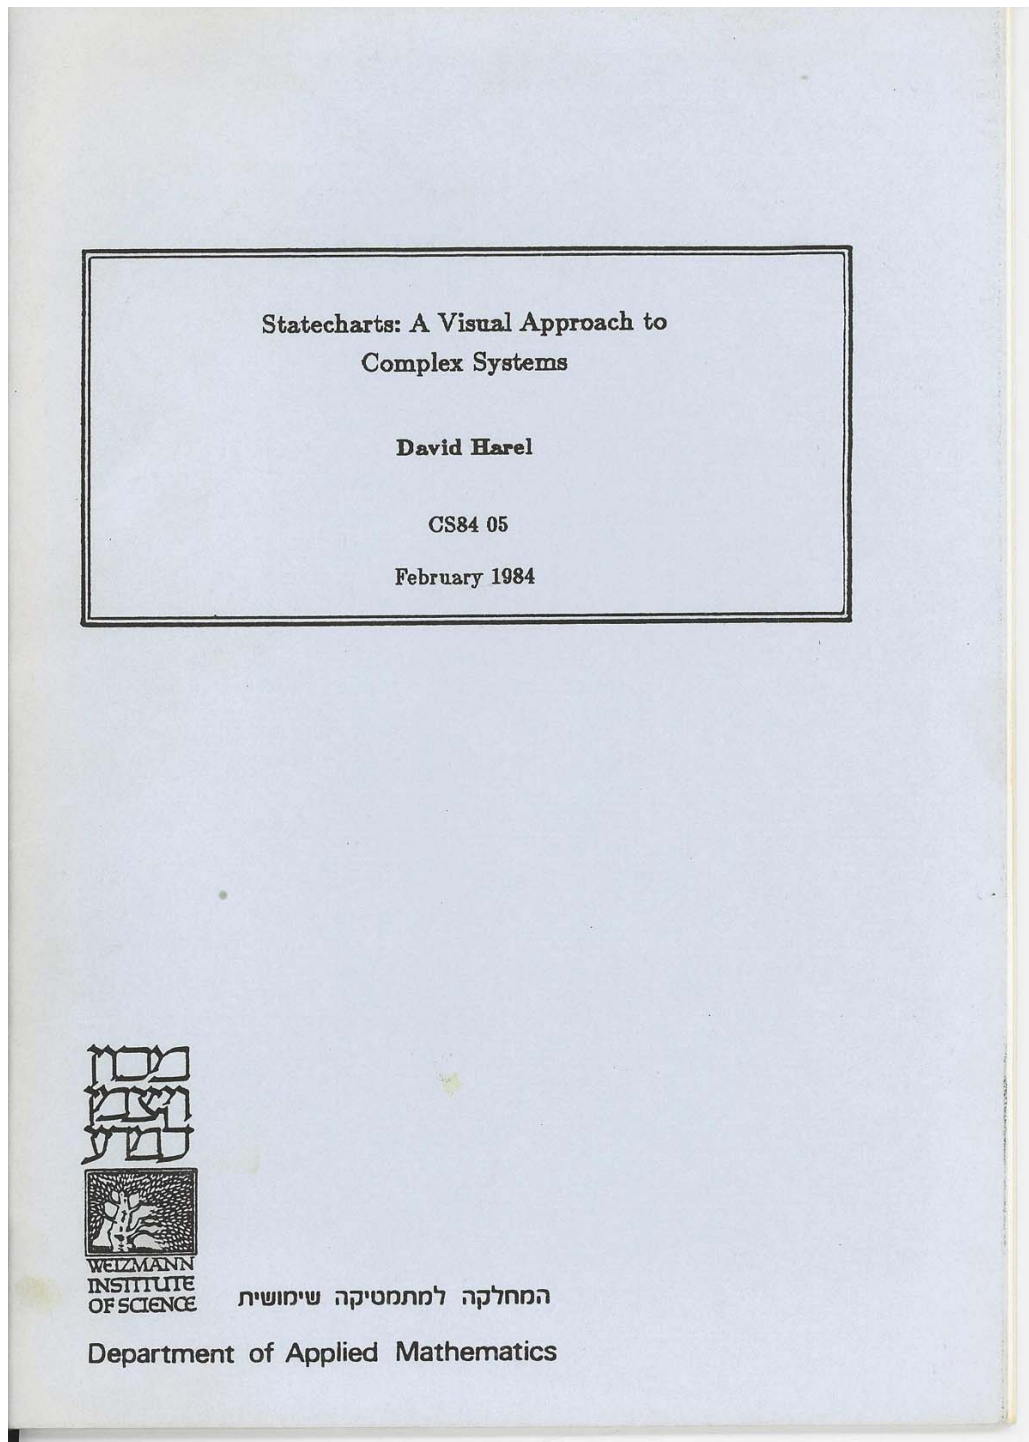 Statecharts: A Visual Approach to
Complex Systems
David Harel
CS84 05
February 1984
מכון
ויצמן
למדע
WEIZMANN
INSTITUTE
OF SCIENCE
המחלקה למתמטיקה שימושית
Department of Applied Mathematics